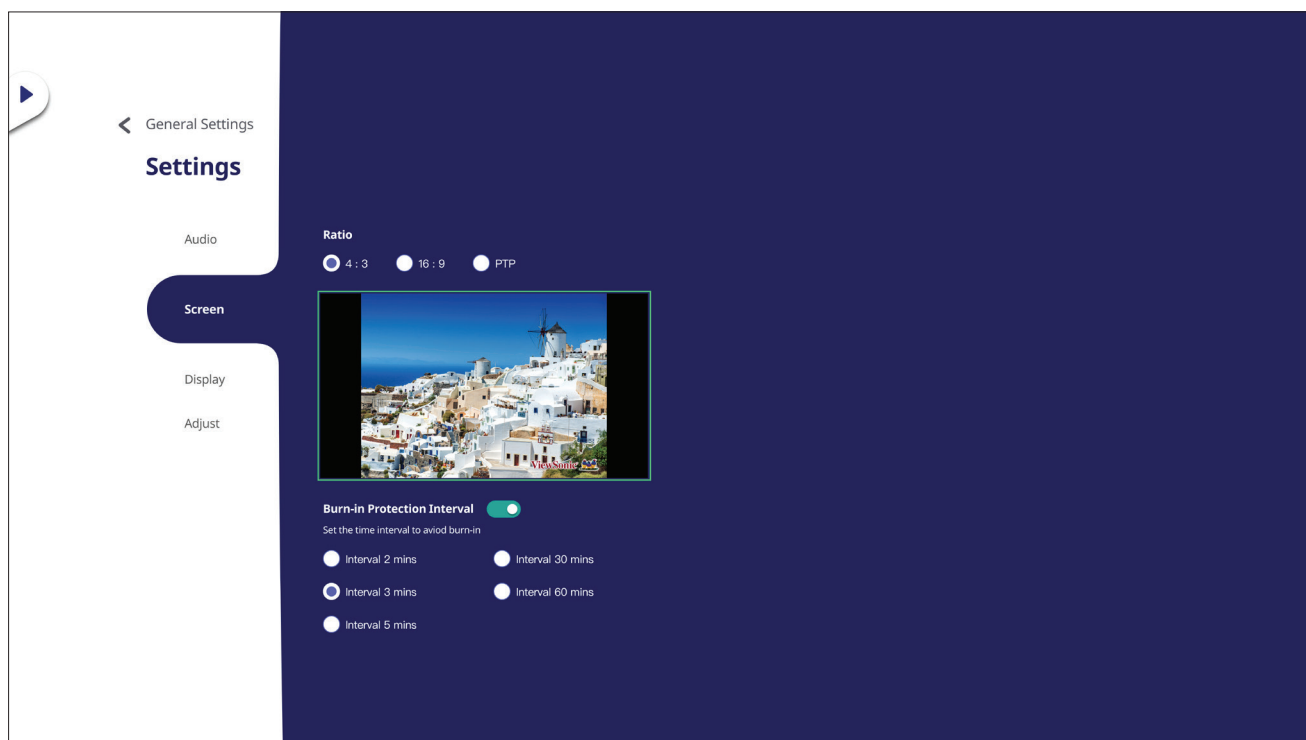 General Settings
Settings
Audio
Screen
Display
Adjust
Ratio
4 : 3 16 : 9 PTP
ViewSonic
Burn-in Protection Interval
Set the time interval to aviod burn-in
Interval 2 mins Interval 30 mins
Interval 3 mins Interval 60 mins
Interval 5 mins